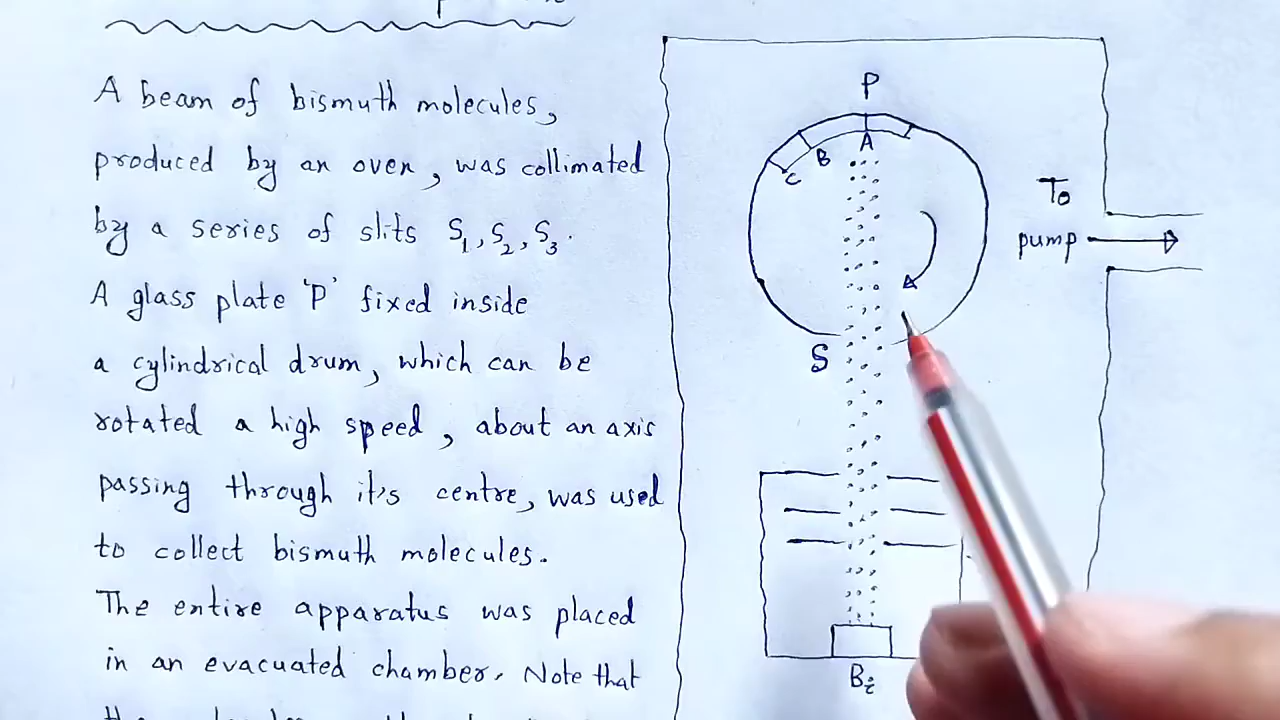 A beam of bismuth molecules,
produced by an oven, was collimated
by a series of slits S₁, S₂, S₃.
A glass plate 'P' fixed inside
a cylindrical drum, which can be
rotated a high speed, about an axis
passing through it's centre, was used
to collect bismuth molecules.
The entire apparatus was placed
in an evacuated chamber. Note that
P
A
B
C
To
pump
S
Bi